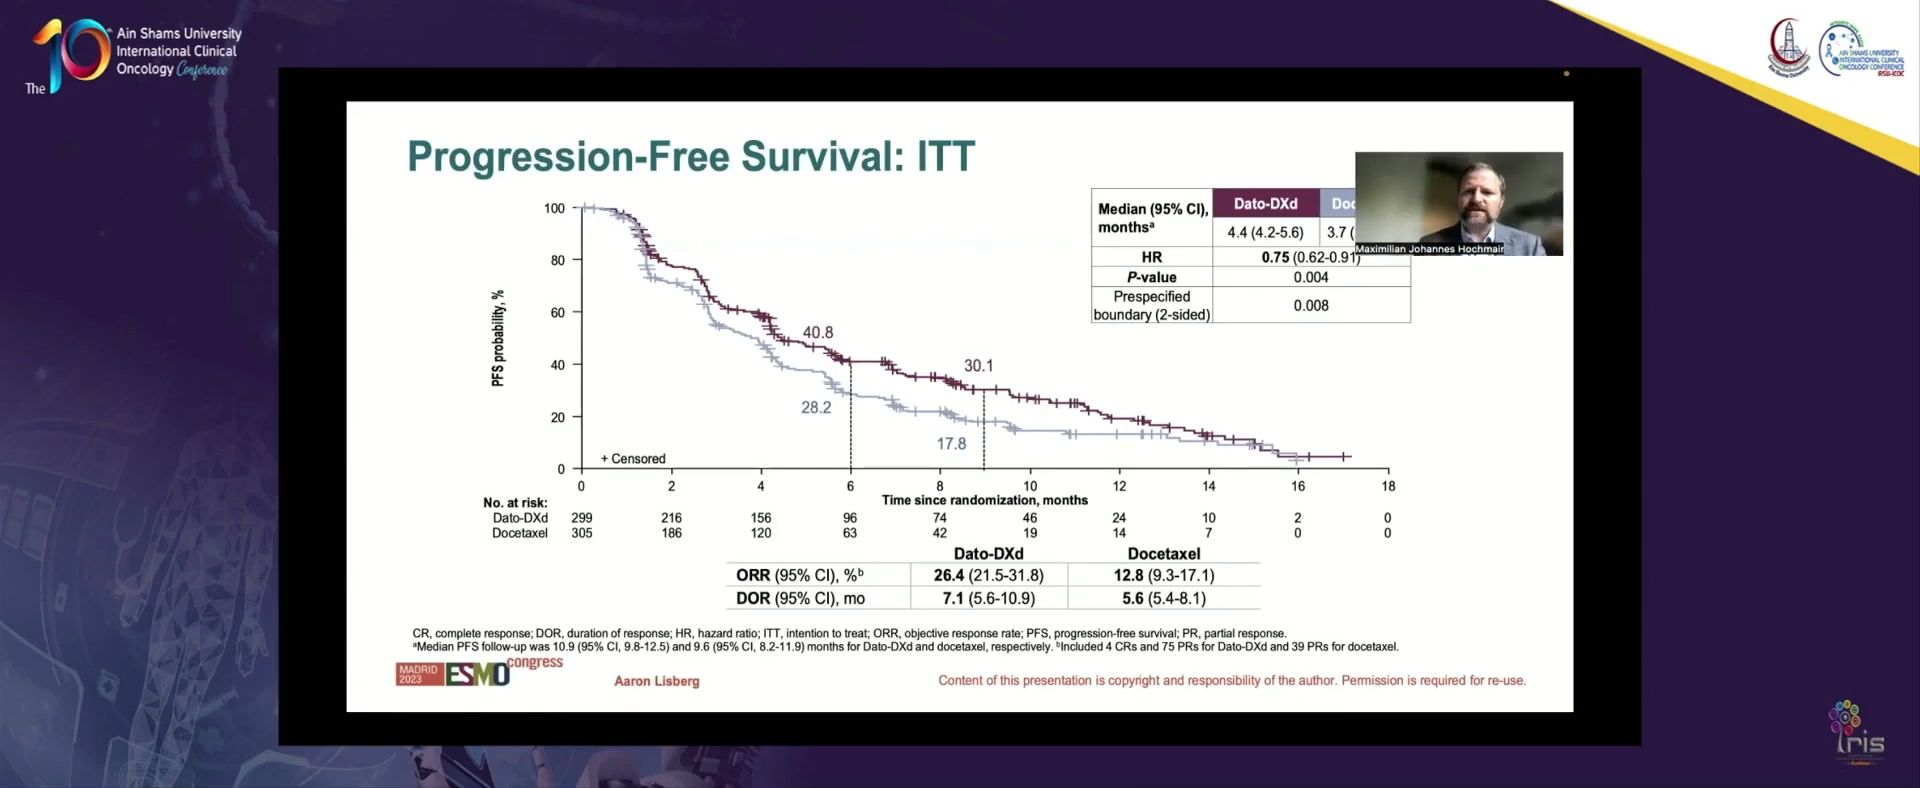 The 10th Ain Shams University
International Clinical
Oncology Conference
AIN SHAMS UNIVERSITY
INTERNATIONAL CLINICAL
ONCOLOGY CONFERENCE
Progression-Free Survival: ITT
Maximilian Johannes Hochmair
Median (95% CI), monthsᵃ Dato-DXd Doc
4.4 (4.2-5.6) 3.7 (
HR 0.75 (0.62-0.91)
P-value 0.004
Prespecified boundary (2-sided) 0.008
PFS probability, %
100
80
60
40
20
0
40.8
30.1
28.2
17.8
+ Censored
0 2 4 6 8 10 12 14 16 18
Time since randomization, months
No. at risk:
Dato-DXd 299 216 156 96 74 46 24 10 2 0
Docetaxel 305 186 120 63 42 19 14 7 0 0
Dato-DXd Docetaxel
ORR (95% CI), %ᵇ 26.4 (21.5-31.8) 12.8 (9.3-17.1)
DOR (95% CI), mo 7.1 (5.6-10.9) 5.6 (5.4-8.1)
CR, complete response; DOR, duration of response; HR, hazard ratio; ITT, intention to treat; ORR, objective response rate; PFS, progression-free survival; PR, partial response.
ᵃMedian PFS follow-up was 10.9 (95% CI, 9.8-12.5) and 9.6 (95% CI, 8.2-11.9) months for Dato-DXd and docetaxel, respectively. ᵇIncluded 4 CRs and 75 PRs for Dato-DXd and 39 PRs for docetaxel.
MADRID
2023
ESMO congress
Aaron Lisberg
Content of this presentation is copyright and responsibility of the author. Permission is required for re-use.
Iris